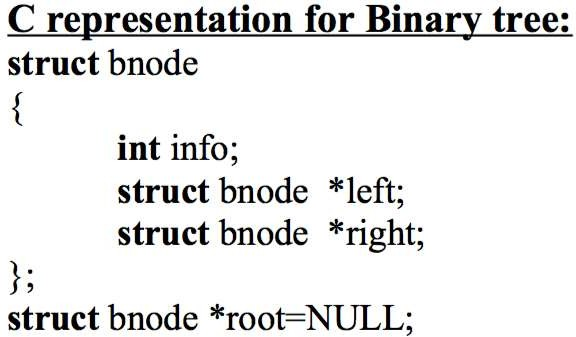 C representation for Binary tree:
struct bnode
{
int info;
struct bnode *left;
struct bnode *right;
};
struct bnode *root=NULL;